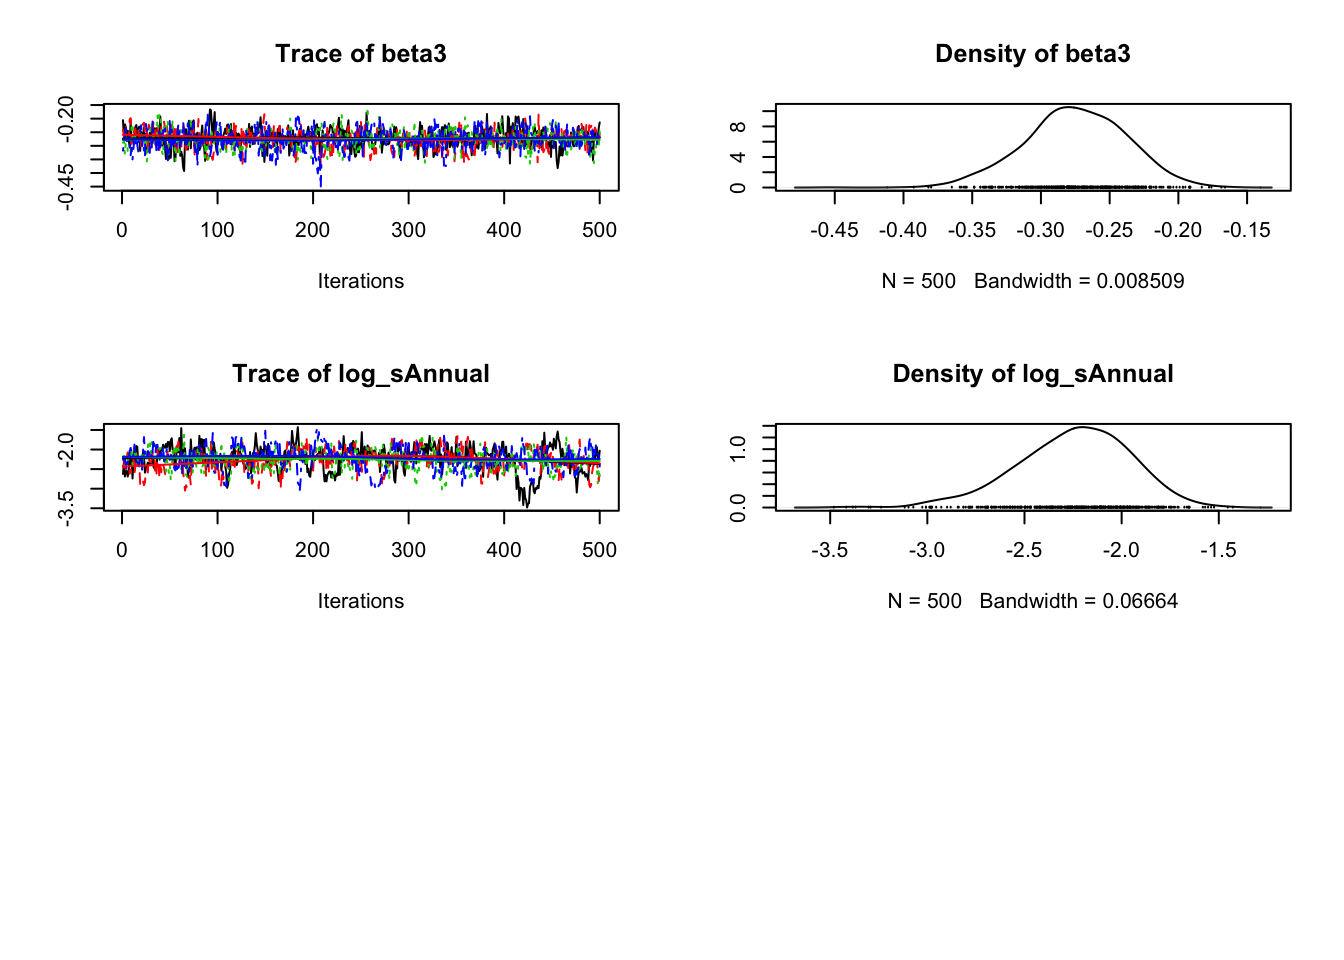 Trace of beta3
-0.45 -0.20
0 100 200 300 400 500
Iterations
Density of beta3
0 4 8
-0.45 -0.40 -0.35 -0.30 -0.25 -0.20 -0.15
N = 500 Bandwidth = 0.008509
Trace of log_sAnnual
-3.5 -2.0
0 100 200 300 400 500
Iterations
Density of log_sAnnual
0.0 1.0
-3.5 -3.0 -2.5 -2.0 -1.5
N = 500 Bandwidth = 0.06664